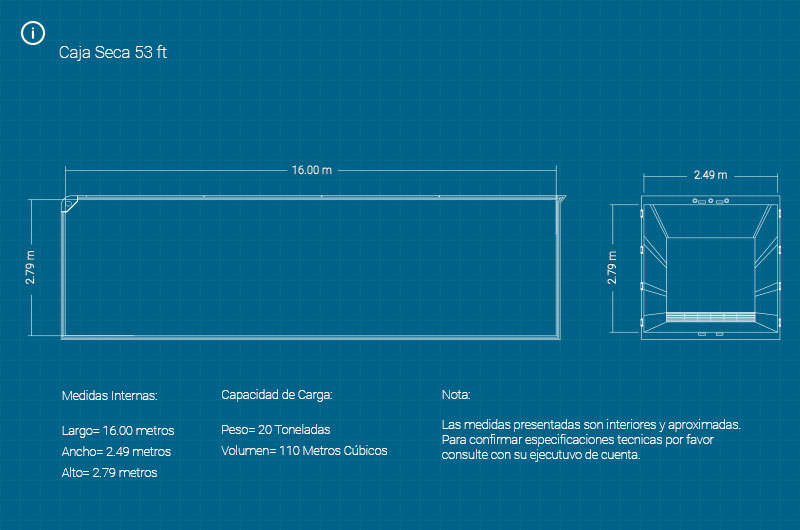 Caja Seca 53 ft
16.00 m
2.49 m
2.79 m
2.79 m
Medidas Internas:
Largo= 16.00 metros
Ancho= 2.49 metros
Alto= 2.79 metros
Capacidad de Carga:
Peso= 20 Toneladas
Volumen= 110 Metros Cúbicos
Nota:
Las medidas presentadas son interiores y aproximadas.
Para confirmar especificaciones tecnicas por favor
consulte con su ejecutuvo de cuenta.